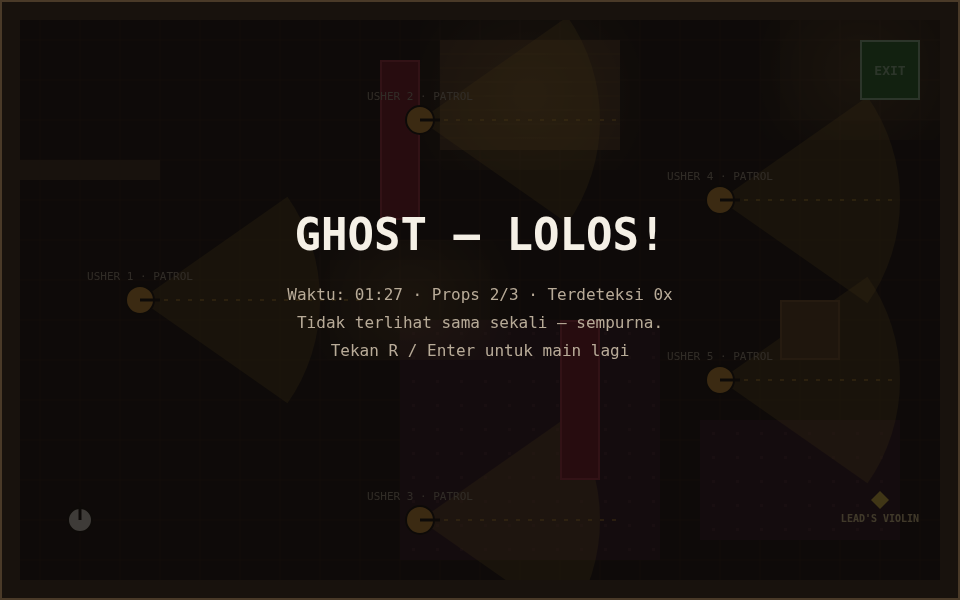 EXIT
USHER 2 · PATROL
USHER 4 · PATROL
GHOST — LOLOS!
USHER 1 · PATROL
Waktu: 01:27 · Props 2/3 · Terdeteksi 0x
Tidak terlihat sama sekali — sempurna.
Tekan R / Enter untuk main lagi
USHER 5 · PATROL
USHER 3 · PATROL
LEAD'S VIOLIN